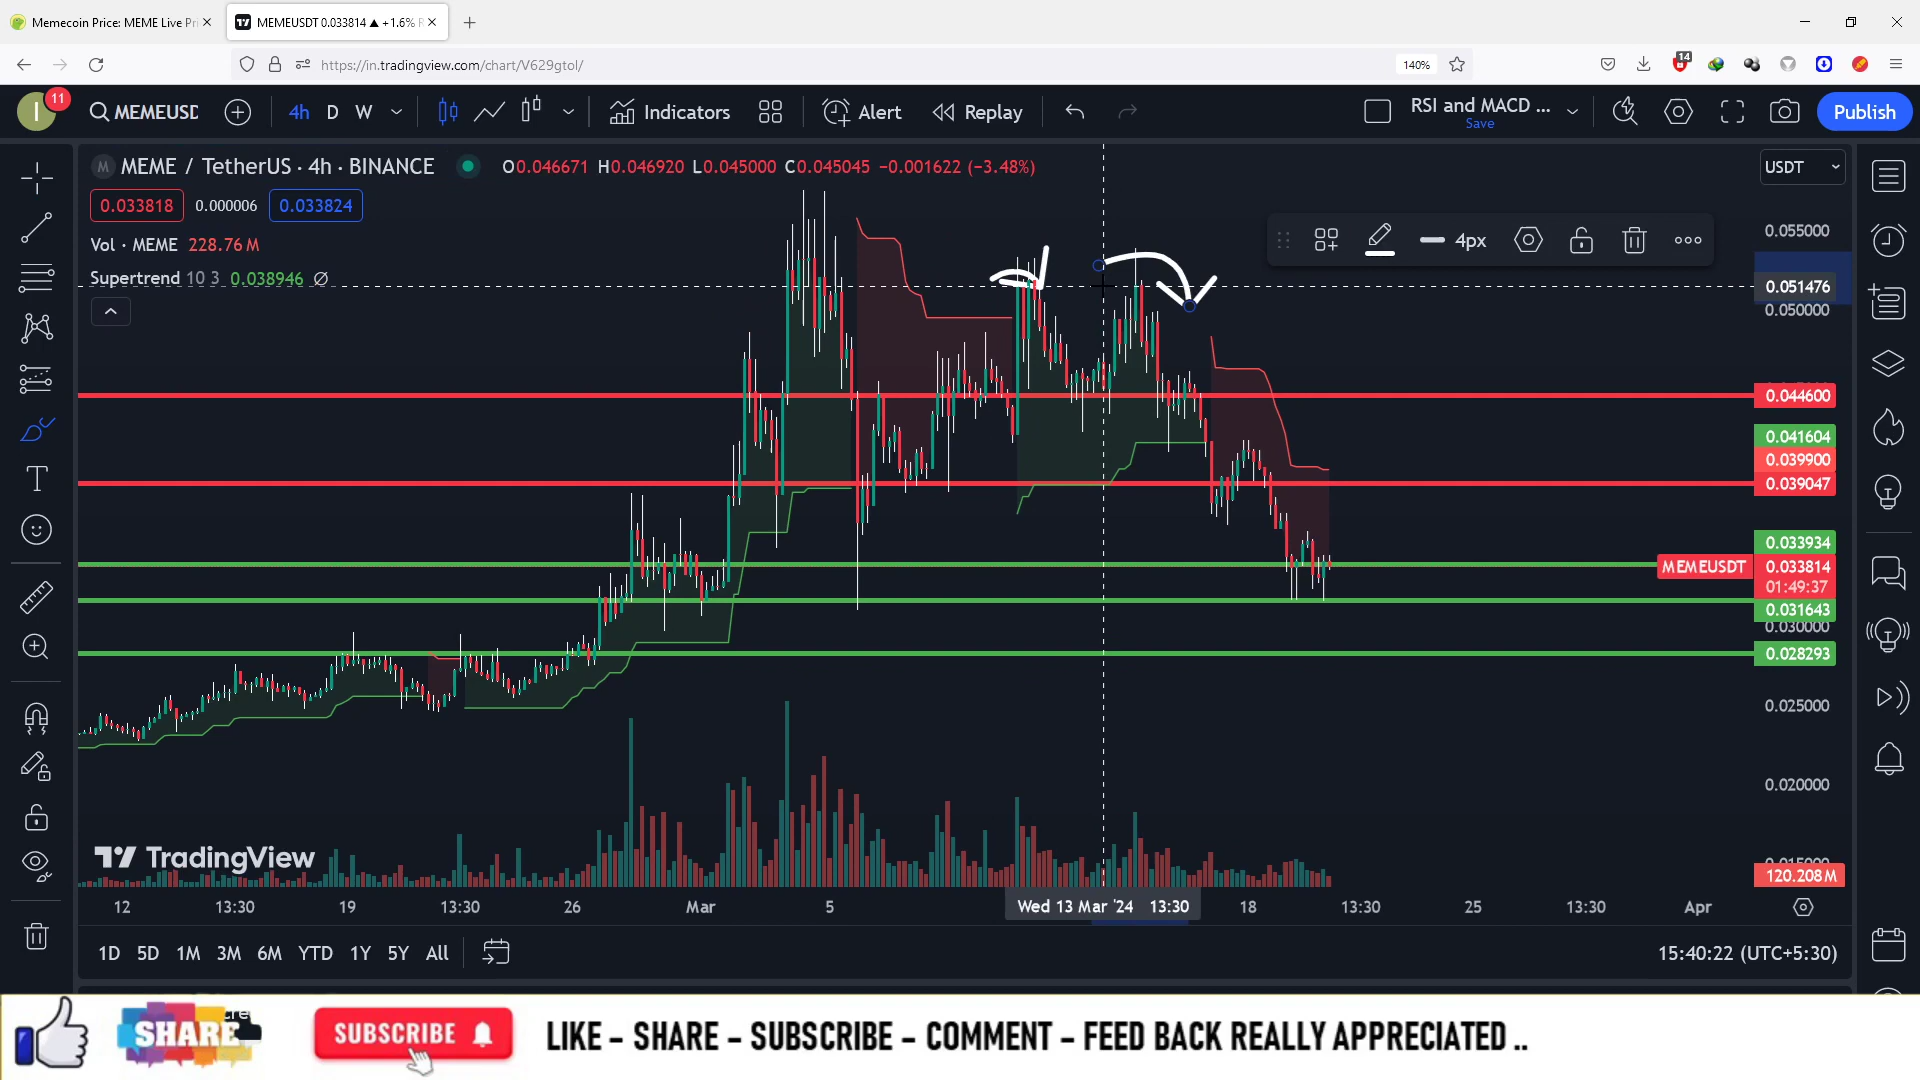 Memecoin Price: MEME Live Pri
MEMEUSDT 0.033814 ▲ +1.6% R
https://in.tradingview.com/chart/V629gtol/
140%
14
I
11
MEMEUSD
4h D W
Indicators
Alert
Replay
RSI and MACD ...
Save
Publish
M MEME / TetherUS · 4h · BINANCE
O0.046671 H0.046920 L0.045000 C0.045045 −0.001622 (−3.48%)
USDT
0.033818 0.000006 0.033824
Vol · MEME 228.76 M
Supertrend 10 3 0.038946 Ø
4px
0.055000
0.051476
0.050000
0.044600
0.041604
0.039900
0.039047
0.033934
MEMEUSDT 0.033814
01:49:37
0.031643
0.030000
0.028293
0.025000
0.020000
0.015000
120.208M
TradingView
12 13:30 19 13:30 26 Mar 5 Wed 13 Mar '24 13:30 18 13:30 25 13:30 Apr
1D 5D 1M 3M 6M YTD 1Y 5Y All
15:40:22 (UTC+5:30)
SHARE
SUBSCRIBE
LIKE - SHARE - SUBSCRIBE - COMMENT - FEED BACK REALLY APPRECIATED ..